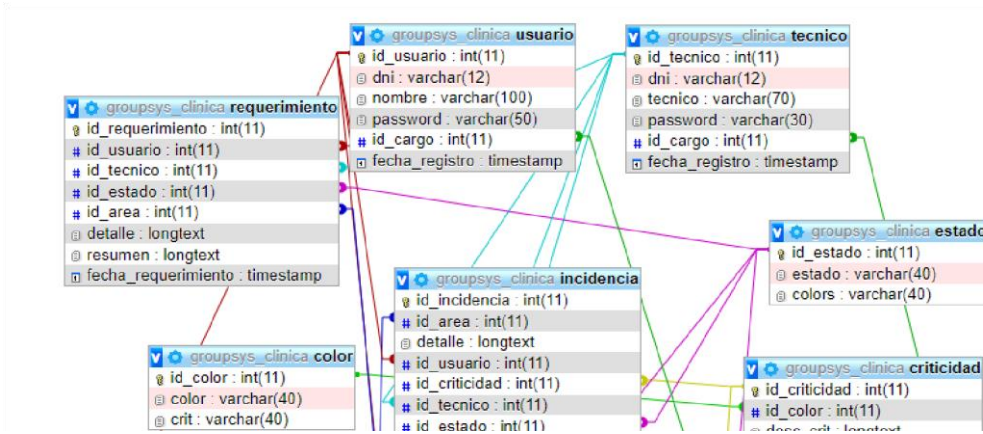 groupsys_clinica usuario
id_usuario : int(11)
dni : varchar(12)
nombre : varchar(100)
password : varchar(50)
id_cargo : int(11)
fecha_registro : timestamp
groupsys_clinica tecnico
id_tecnico : int(11)
dni : varchar(12)
tecnico : varchar(70)
password : varchar(30)
id_cargo : int(11)
fecha_registro : timestamp
groupsys_clinica requerimiento
id_requerimiento : int(11)
id_usuario : int(11)
id_tecnico : int(11)
id_estado : int(11)
id_area : int(11)
detalle : longtext
resumen : longtext
fecha_requerimiento : timestamp
groupsys_clinica estado
id_estado : int(11)
estado : varchar(40)
colors : varchar(40)
groupsys_clinica incidencia
id_incidencia : int(11)
id_area : int(11)
detalle : longtext
id_usuario : int(11)
id_criticidad : int(11)
id_tecnico : int(11)
id_estado : int(11)
groupsys_clinica color
id_color : int(11)
color : varchar(40)
crit : varchar(40)
groupsys_clinica criticidad
id_criticidad : int(11)
id_color : int(11)
desc_crit : longtext